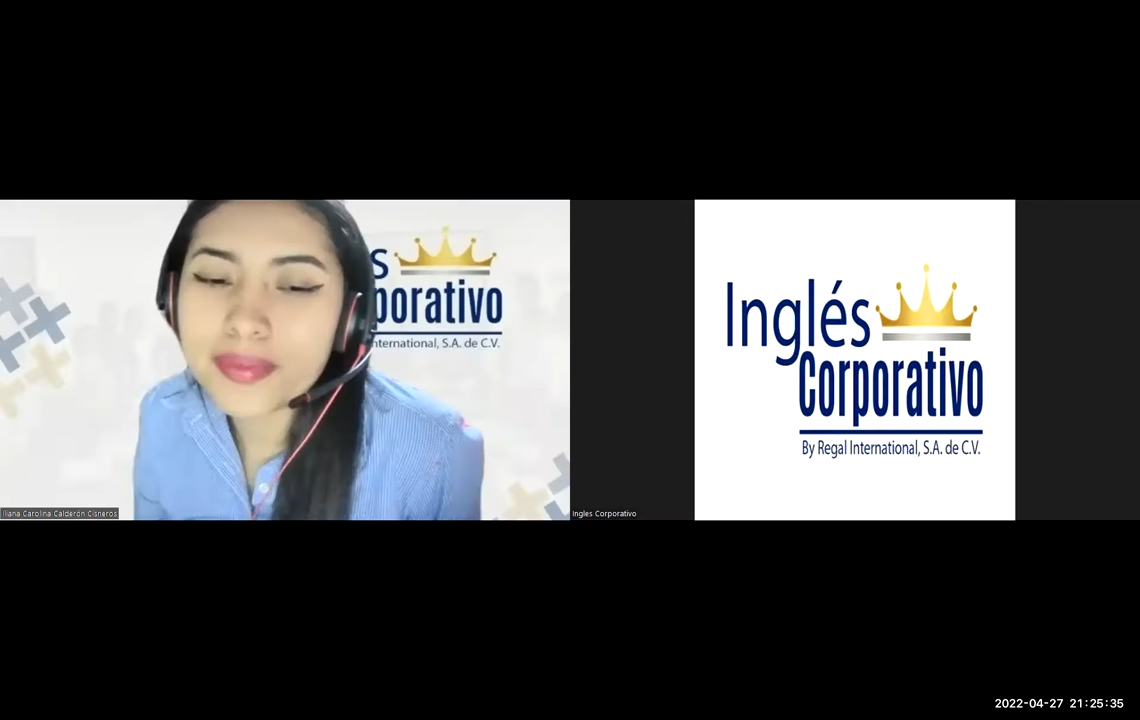 s
porativo
nternational, S.A. de C.V.
Iliana Carolina Calderón Cisneros
Inglés
Corporativo
By Regal International, S.A. de C.V.
Ingles Corporativo
2022-04-27 21:25:35